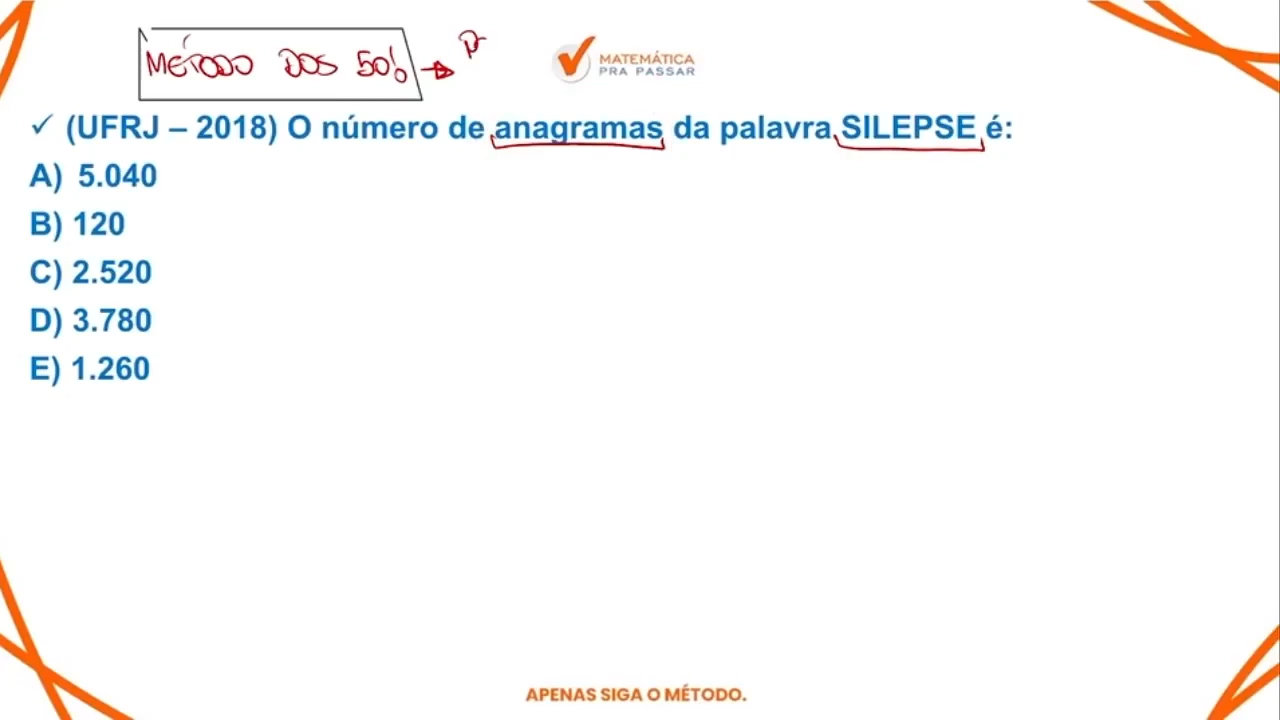 MÉTODO DOS 50%
MATEMÁTICA
PRA PASSAR
✓ (UFRJ – 2018) O número de anagramas da palavra SILEPSE é:
A) 5.040
B) 120
C) 2.520
D) 3.780
E) 1.260
APENAS SIGA O MÉTODO.